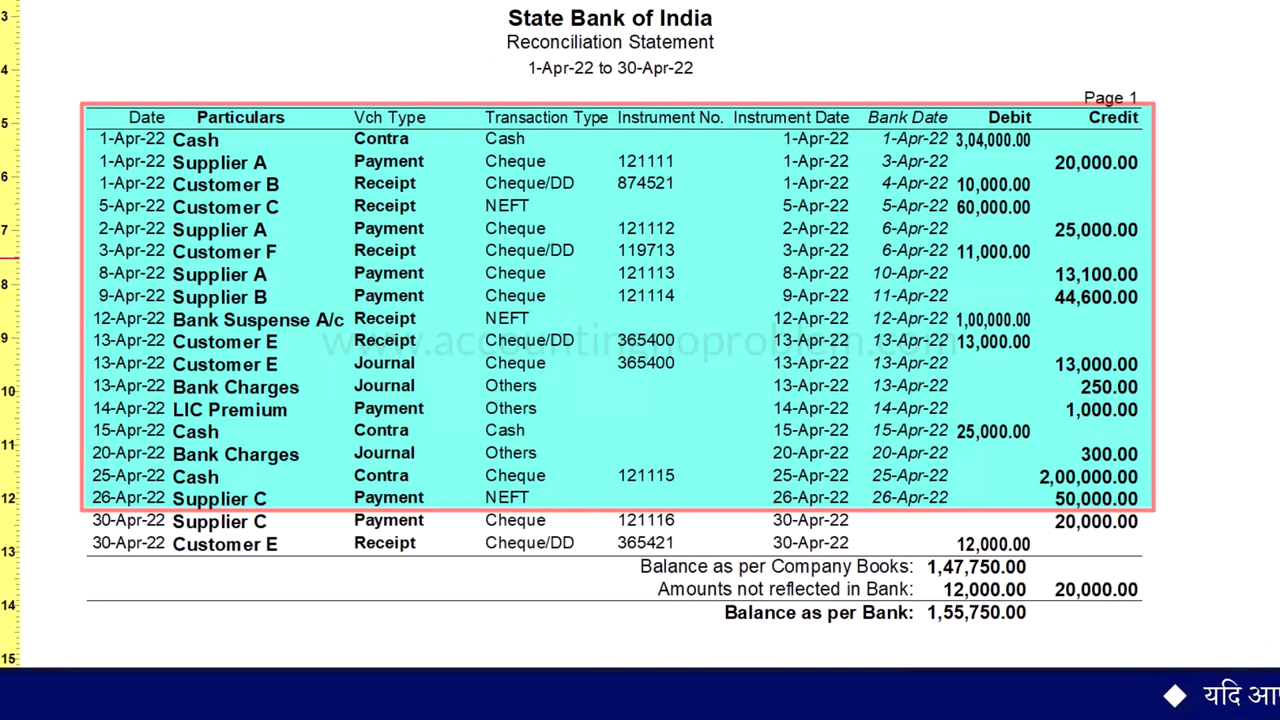 State Bank of India
Reconciliation Statement
1-Apr-22 to 30-Apr-22
Page 1
Date Particulars Vch Type Transaction Type Instrument No. Instrument Date Bank Date Debit Credit
1-Apr-22 Cash Contra Cash 1-Apr-22 1-Apr-22 3,04,000.00
1-Apr-22 Supplier A Payment Cheque 121111 1-Apr-22 3-Apr-22 20,000.00
1-Apr-22 Customer B Receipt Cheque/DD 874521 1-Apr-22 4-Apr-22 10,000.00
5-Apr-22 Customer C Receipt NEFT 5-Apr-22 5-Apr-22 60,000.00
2-Apr-22 Supplier A Payment Cheque 121112 2-Apr-22 6-Apr-22 25,000.00
3-Apr-22 Customer F Receipt Cheque/DD 119713 3-Apr-22 6-Apr-22 11,000.00
8-Apr-22 Supplier A Payment Cheque 121113 8-Apr-22 10-Apr-22 13,100.00
9-Apr-22 Supplier B Payment Cheque 121114 9-Apr-22 11-Apr-22 44,600.00
12-Apr-22 Bank Suspense A/c Receipt NEFT 12-Apr-22 12-Apr-22 1,00,000.00
13-Apr-22 Customer E Receipt Cheque/DD 365400 13-Apr-22 13-Apr-22 13,000.00
www.accountingnoproblem.com
13-Apr-22 Customer E Journal Cheque 365400 13-Apr-22 13-Apr-22 13,000.00
13-Apr-22 Bank Charges Journal Others 13-Apr-22 13-Apr-22 250.00
14-Apr-22 LIC Premium Payment Others 14-Apr-22 14-Apr-22 1,000.00
15-Apr-22 Cash Contra Cash 15-Apr-22 15-Apr-22 25,000.00
20-Apr-22 Bank Charges Journal Others 20-Apr-22 20-Apr-22 300.00
25-Apr-22 Cash Contra Cheque 121115 25-Apr-22 25-Apr-22 2,00,000.00
26-Apr-22 Supplier C Payment NEFT 26-Apr-22 26-Apr-22 50,000.00
30-Apr-22 Supplier C Payment Cheque 121116 30-Apr-22 20,000.00
30-Apr-22 Customer E Receipt Cheque/DD 365421 30-Apr-22 12,000.00
Balance as per Company Books: 1,47,750.00
Amounts not reflected in Bank: 12,000.00 20,000.00
Balance as per Bank: 1,55,750.00
3
4
5
6
7
8
9
10
11
12
13
14
15
यदि